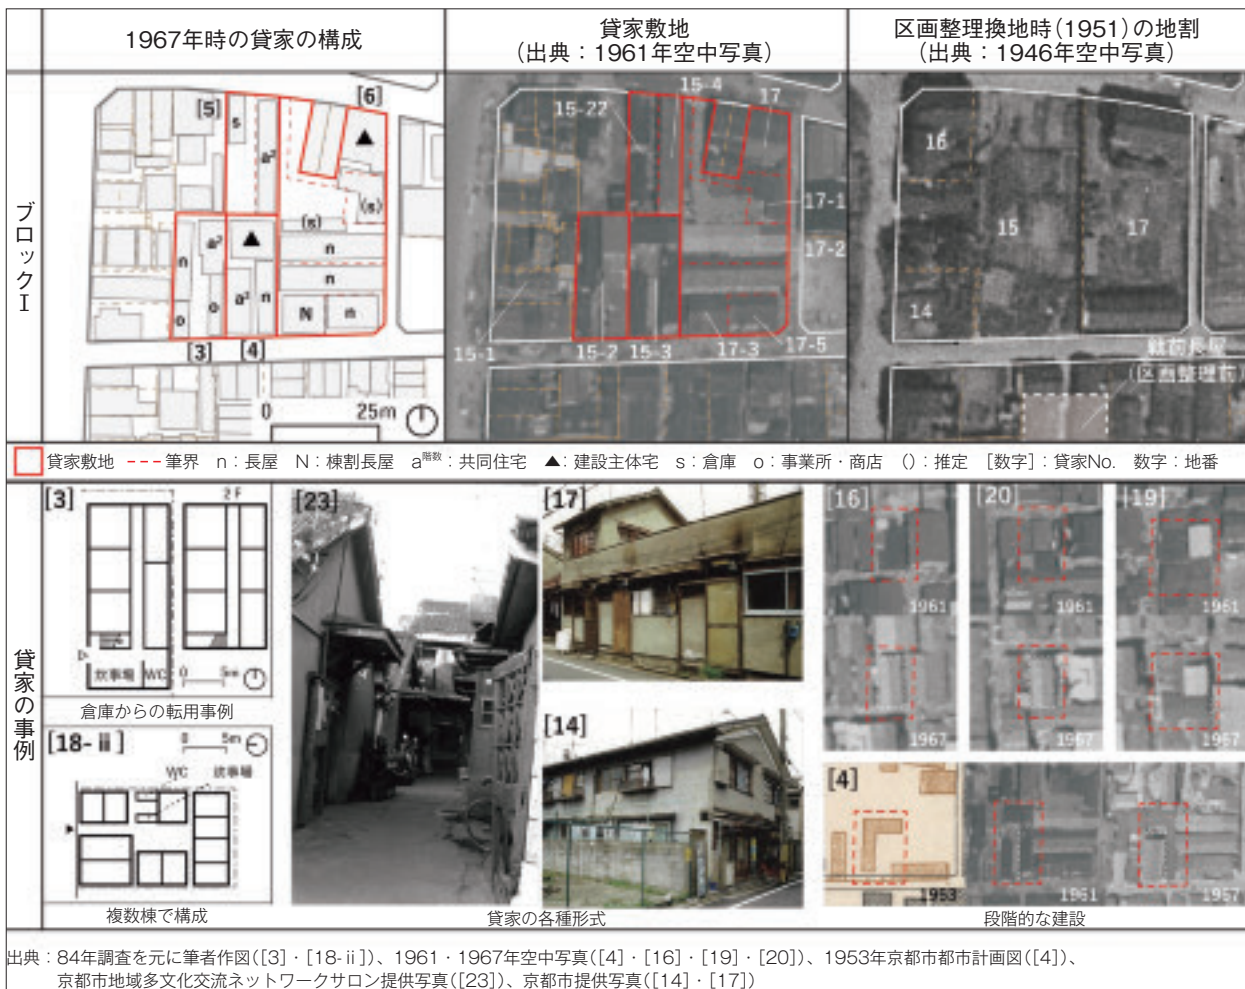 1967年時の貸家の構成
貸家敷地
(出典：1961年空中写真)
区画整理換地時(1951)の地割
(出典：1946年空中写真)
ブロックⅠ
[5]
[6]
s
a²
▲
(s)
(s)
n
a²
▲
n
n
o
o
a²
n
N
n
[3]
[4]
0
25m
15-4
17
15-22
17-1
17-2
15-1
15-2
15-3
17-3
17-5
16
15
17
14
戦前長屋
(区画整理前)
貸家敷地 ---筆界 n：長屋 N：棟割長屋 a階数：共同住宅 ▲：建設主体宅 s：倉庫 o：事業所・商店 ()：推定 [数字]：貸家No. 数字：地番
貸家の事例
[3]
2F
炊事場
WC
0
5m
倉庫からの転用事例
[18-ⅱ]
0
5m
WC
炊事場
複数棟で構成
[23]
[17]
[14]
貸家の各種形式
[16]
[20]
[19]
1961
1961
1961
1967
1967
1967
[4]
1953
1961
1967
段階的な建設
出典：84年調査を元に筆者作図([3]・[18-ⅱ])、1961・1967年空中写真([4]・[16]・[19]・[20])、1953年京都市都市計画図([4])、
京都市地域多文化交流ネットワークサロン提供写真([23])、京都市提供写真([14]・[17])